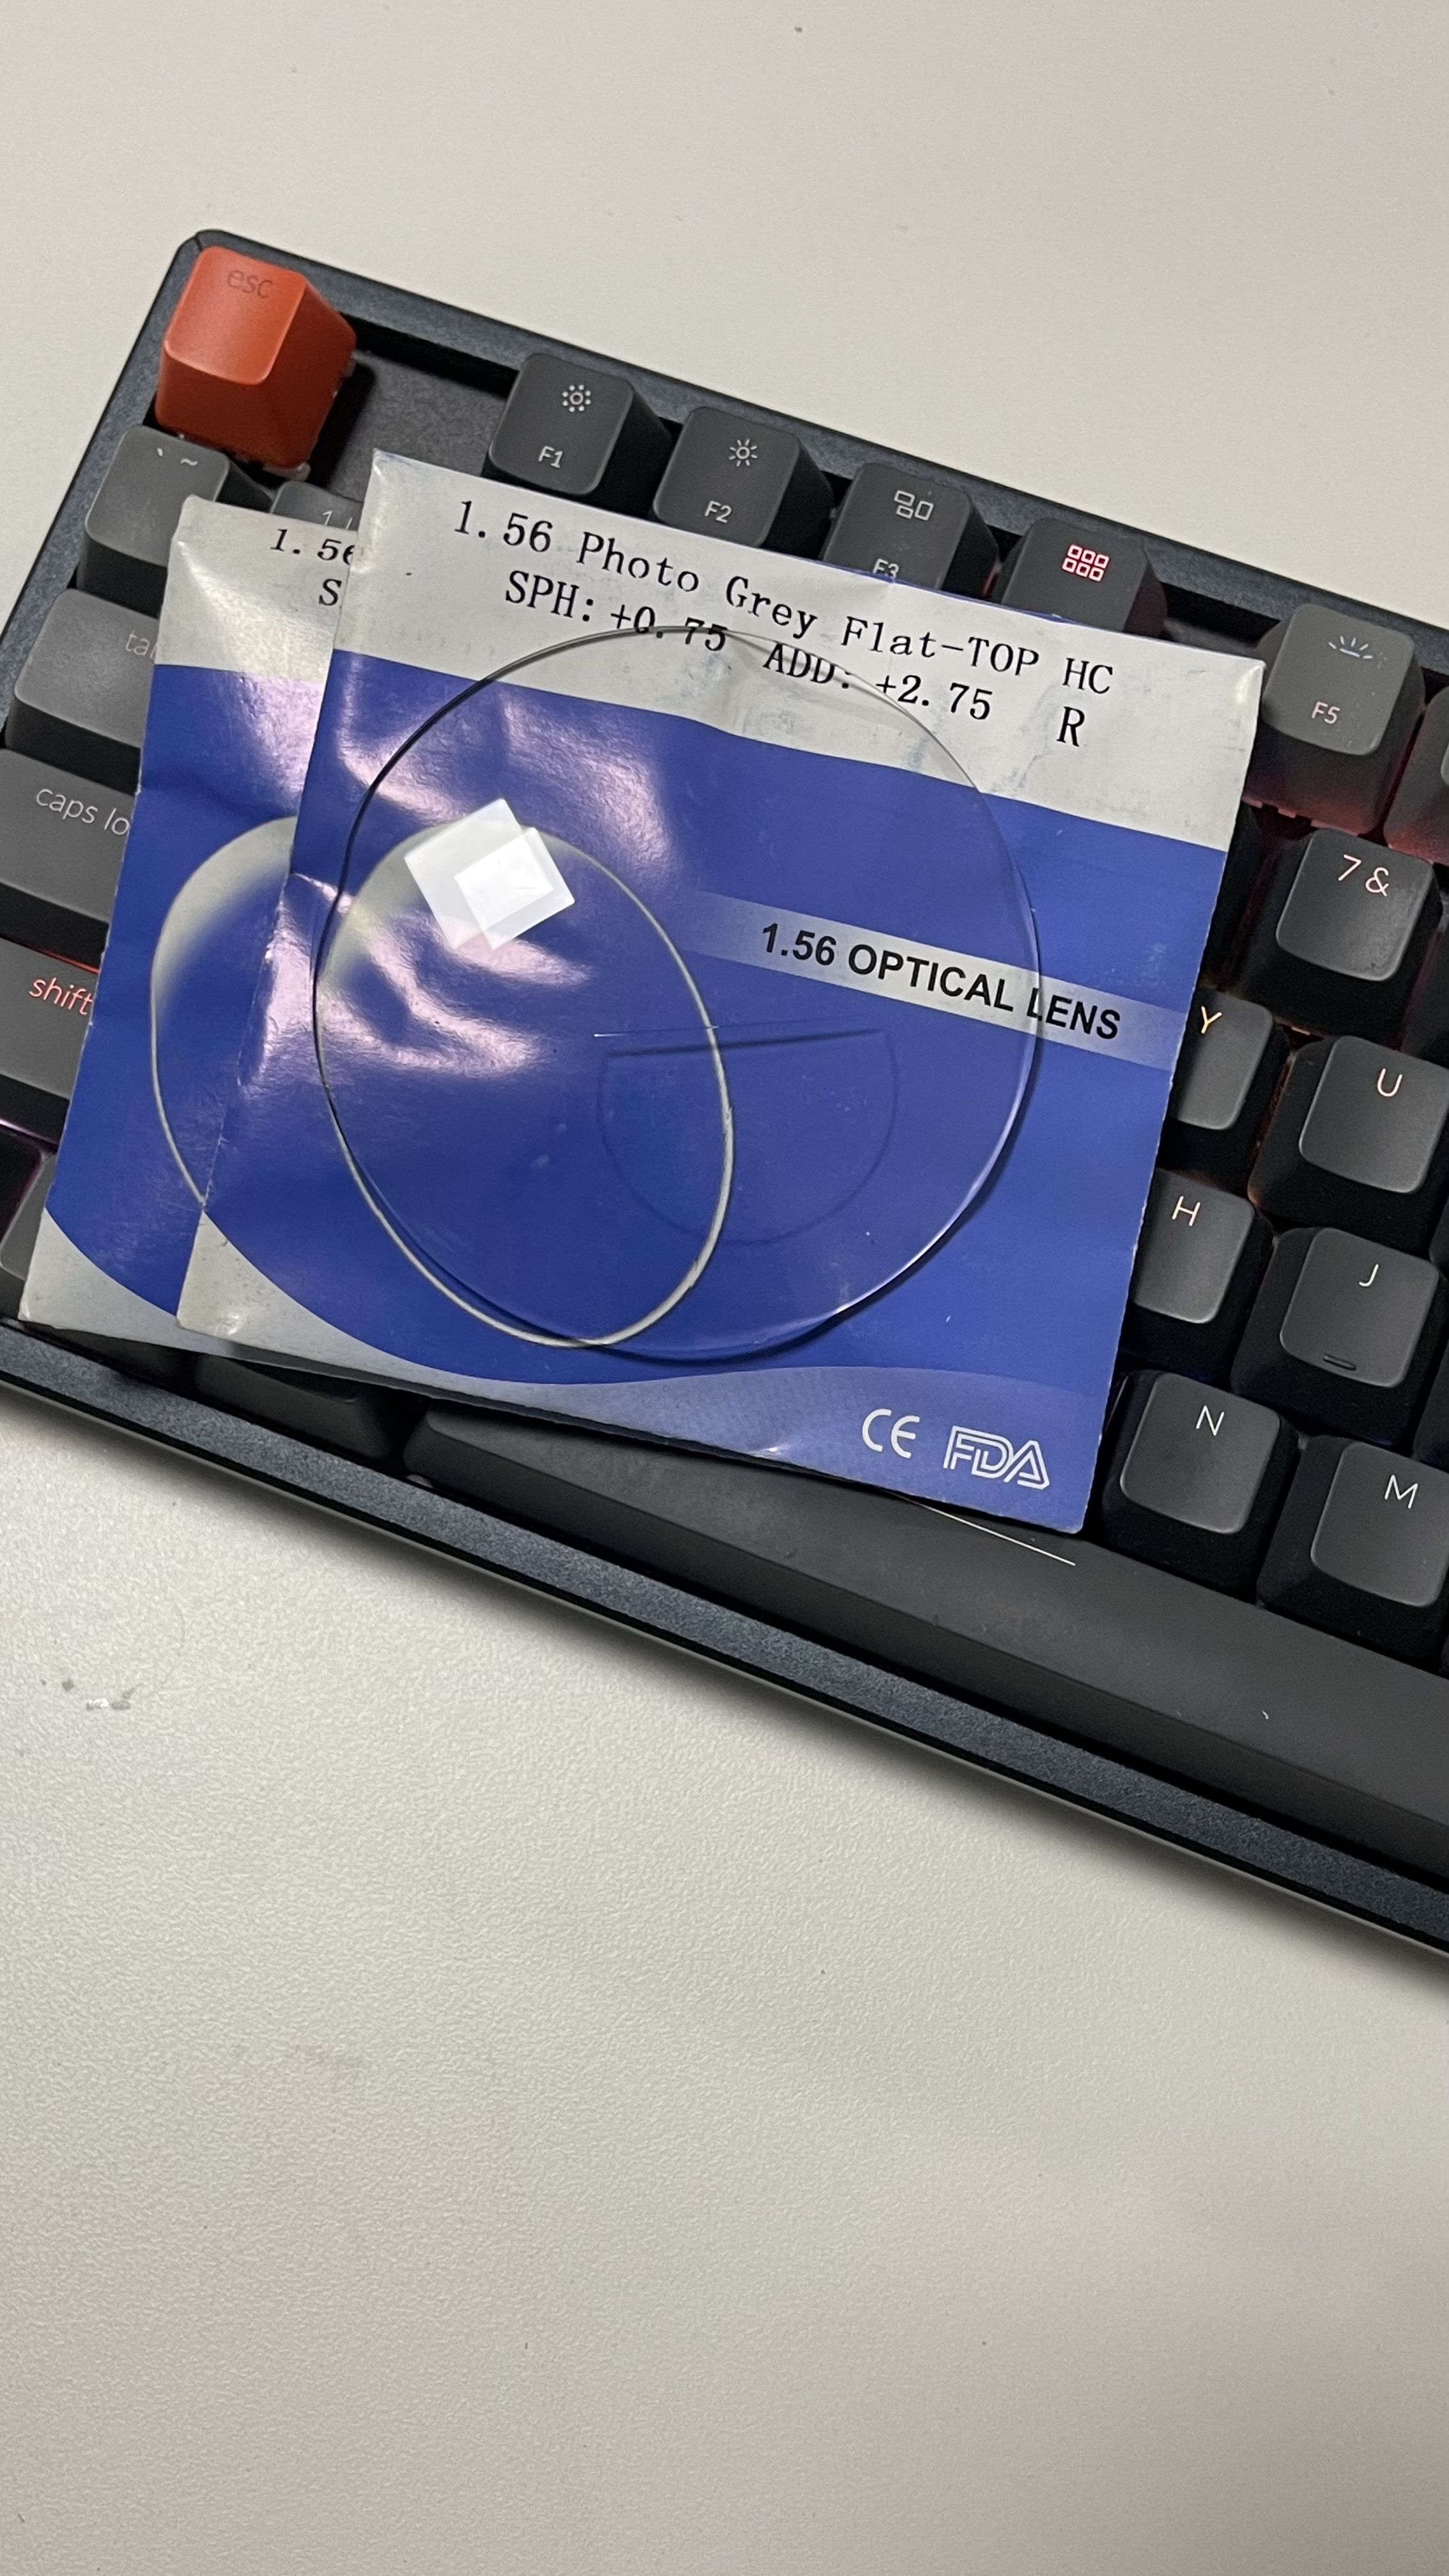 esc
F1
F2
F3
F5
` ~
1.56 Photo Grey Flat-TOP HC
SPH: +0.75 ADD: +2.75 R
1.56
caps lo
shift
1.56 OPTICAL LENS
7 &
Y
U
H
J
N
M
CE FDA